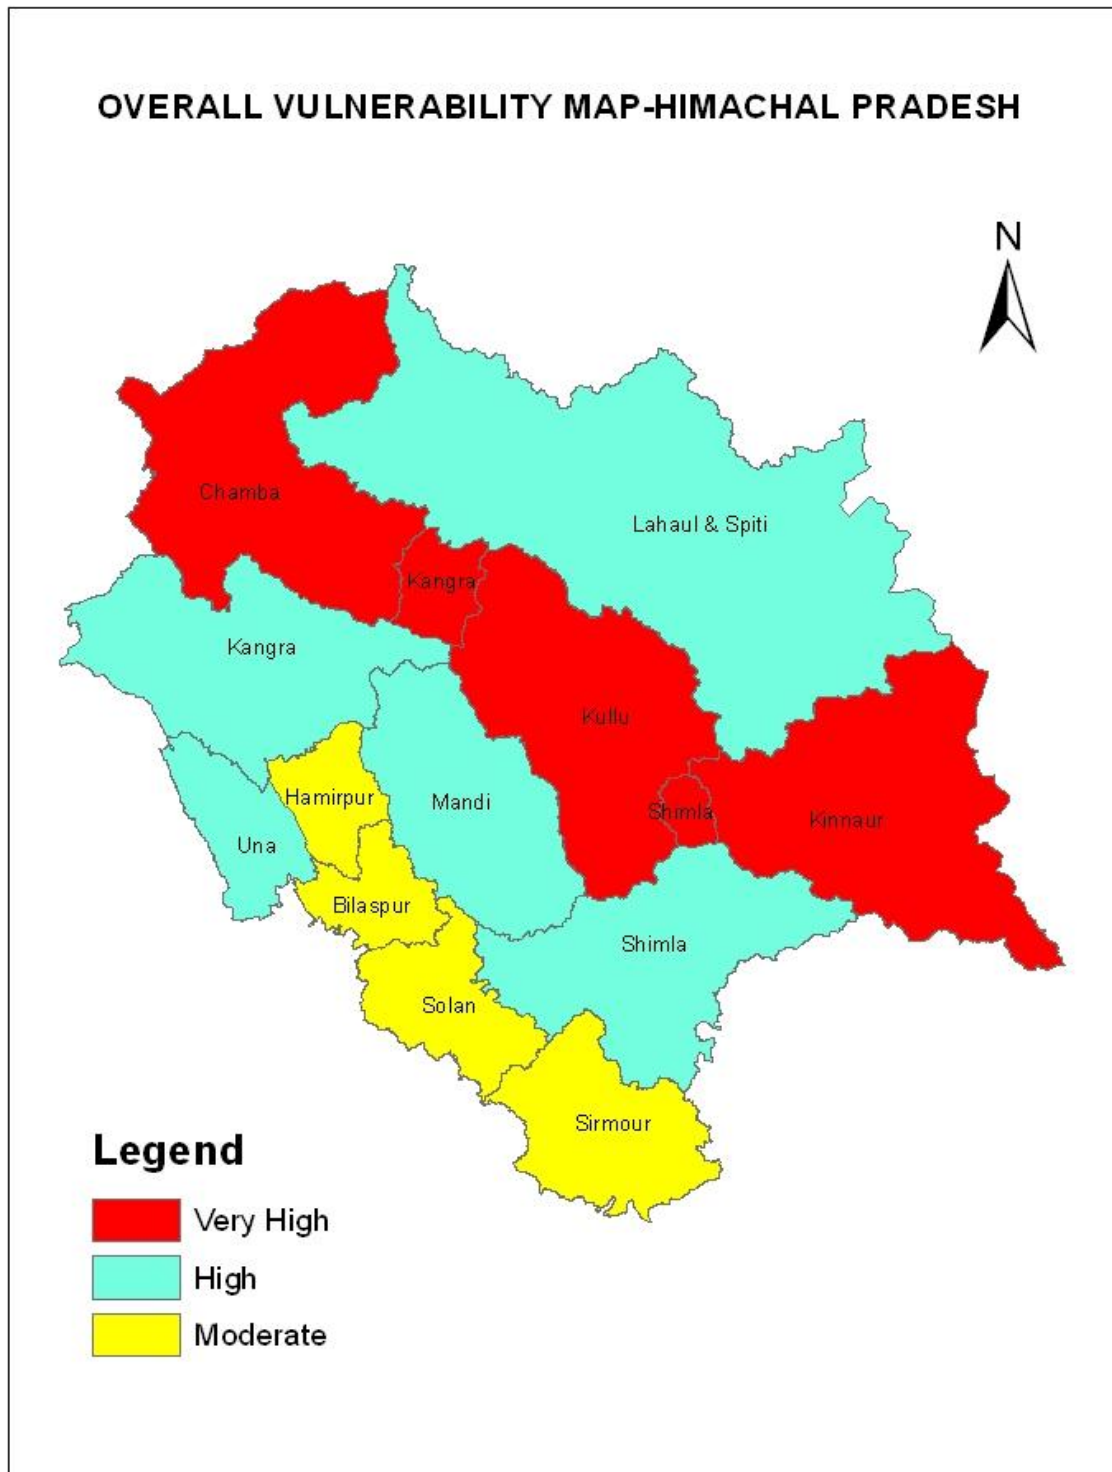 OVERALL VULNERABILITY MAP-HIMACHAL PRADESH
N
Chamba
Lahaul & Spiti
Kangra
Kangra
Kullu
Hamirpur
Mandi
Shimla
Kinnaur
Una
Bilaspur
Shimla
Solan
Sirmour
Legend
Very High
High
Moderate